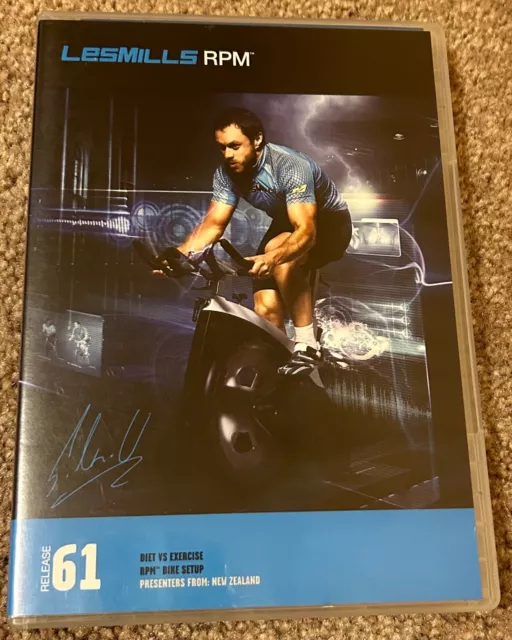 LESMILLS RPM™
RELEASE
61
DIET VS EXERCISE
RPM™ BIKE SETUP
PRESENTERS FROM: NEW ZEALAND